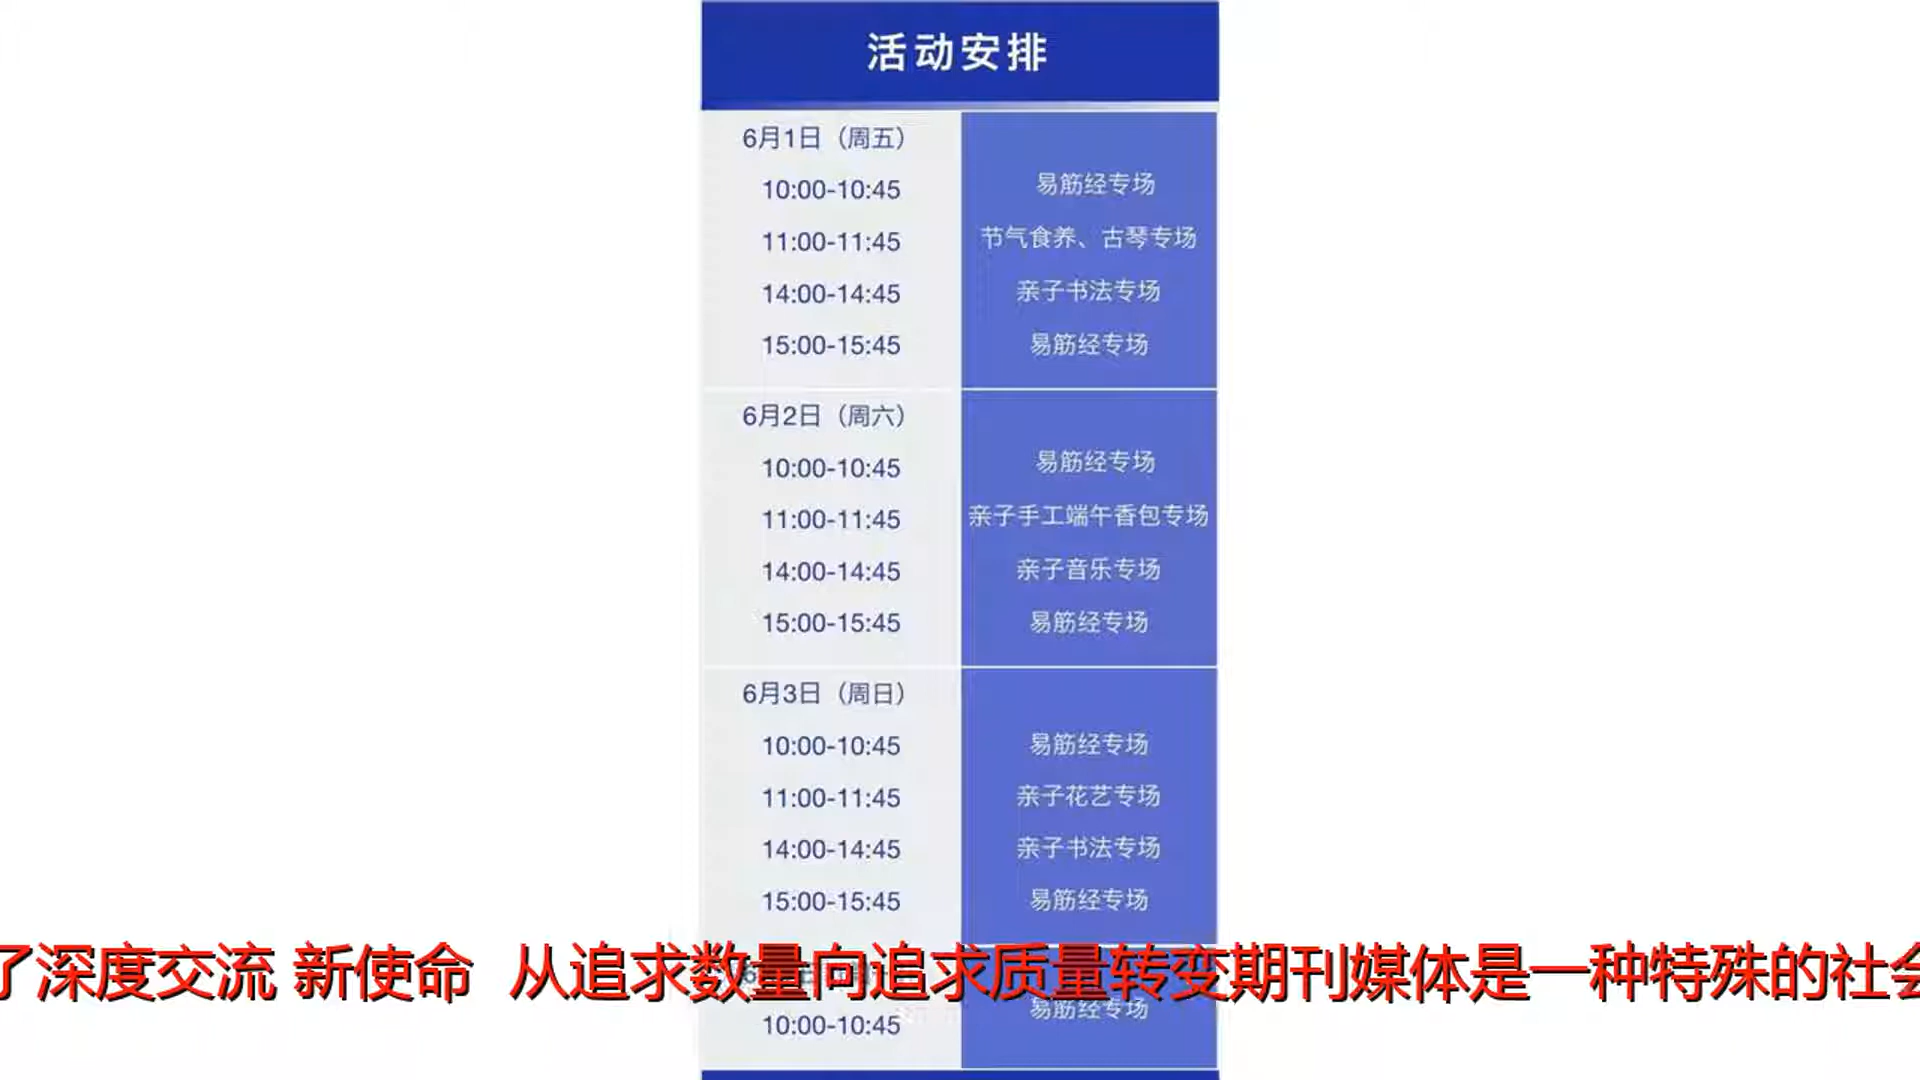 活动安排
6月1日（周五）
10:00-10:45 易筋经专场
11:00-11:45 节气食养、古琴专场
14:00-14:45 亲子书法专场
15:00-15:45 易筋经专场
6月2日（周六）
10:00-10:45 易筋经专场
11:00-11:45 亲子手工端午香包专场
14:00-14:45 亲子音乐专场
15:00-15:45 易筋经专场
6月3日（周日）
10:00-10:45 易筋经专场
11:00-11:45 亲子花艺专场
14:00-14:45 亲子书法专场
15:00-15:45 易筋经专场
了深度交流 新使命 从追求数量向追求质量转变期刊媒体是一种特殊的社会
10:00-10:45 易筋经专场